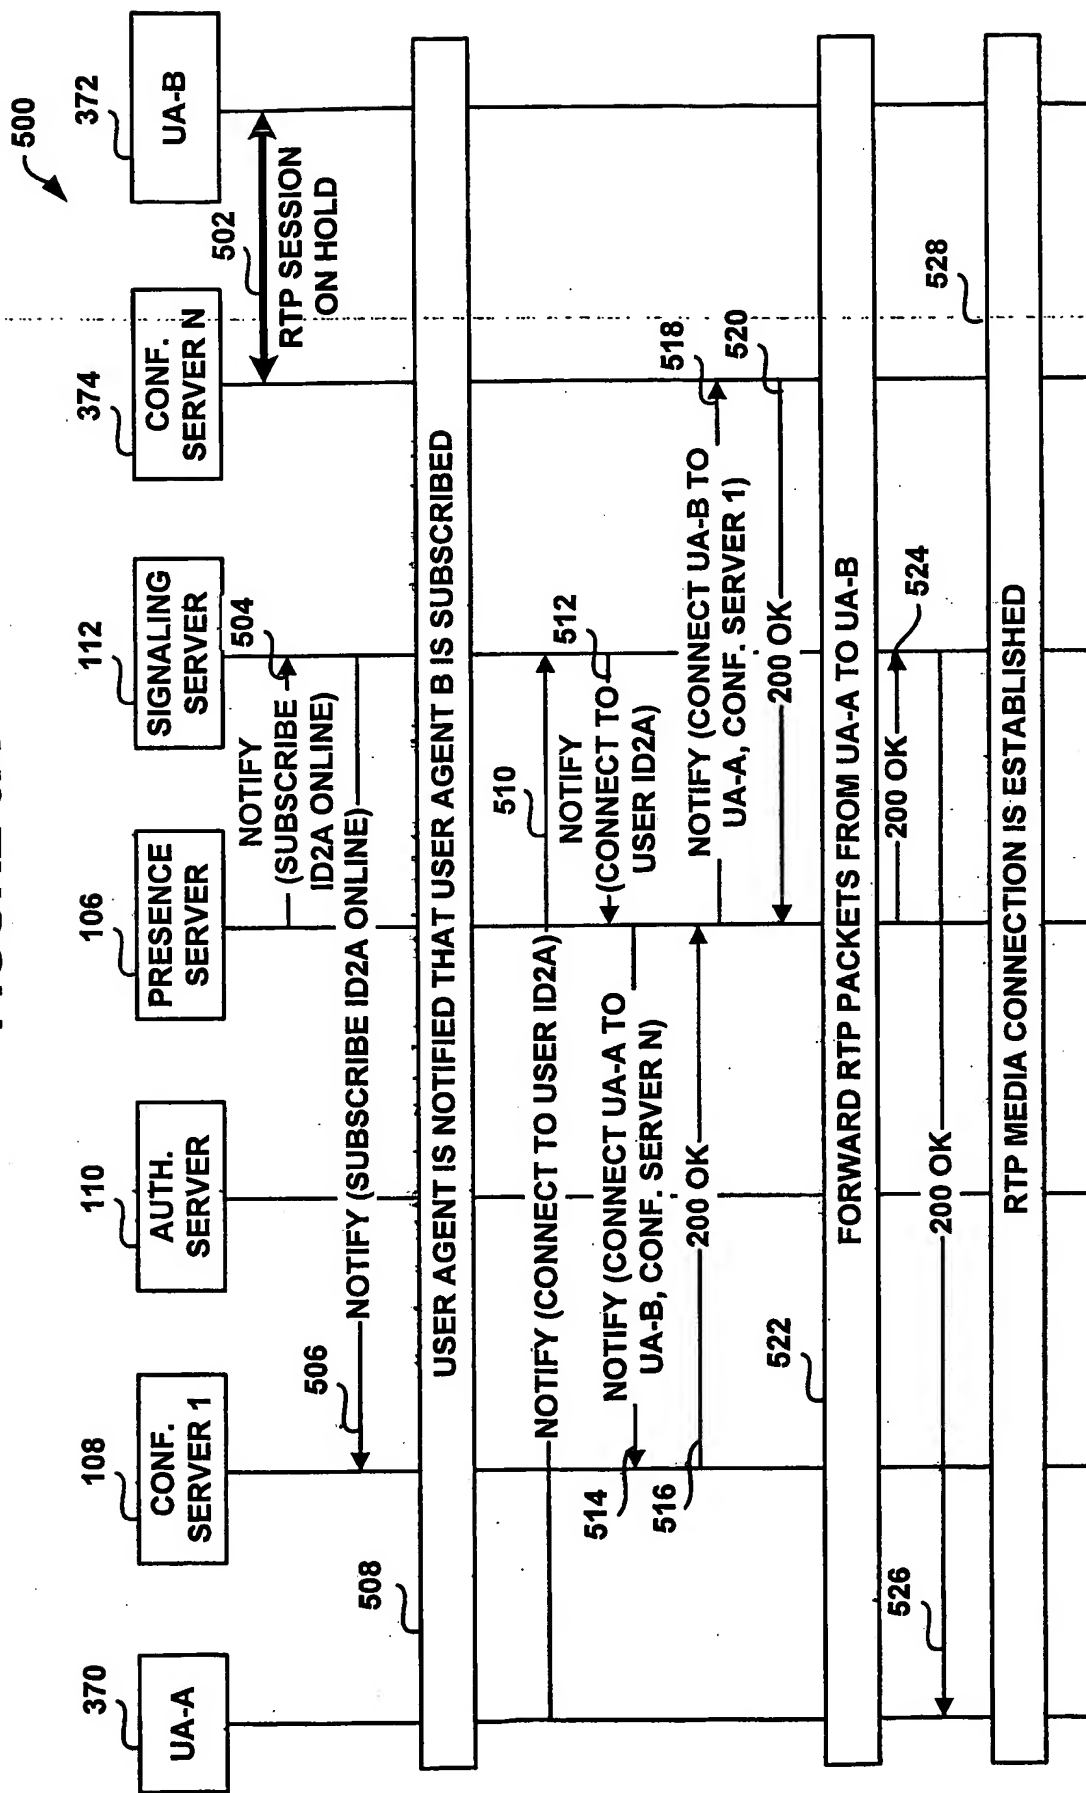 500
370
UA-A
108
CONF.
SERVER 1
110
AUTH.
SERVER
106
PRESENCE
SERVER
112
SIGNALING
SERVER
374
CONF.
SERVER N
372
UA-B
502
RTP SESSION
ON HOLD
NOTIFY
(SUBSCRIBE
ID2A ONLINE)
504
506
NOTIFY (SUBSCRIBE ID2A ONLINE)
508
USER AGENT IS NOTIFIED THAT USER AGENT B IS SUBSCRIBED
NOTIFY (CONNECT TO USER ID2A)
510
NOTIFY
(CONNECT TO
USER ID2A)
512
514
NOTIFY (CONNECT UA-A TO
UA-B, CONF. SERVER N)
516
200 OK
NOTIFY (CONNECT UA-B TO
UA-A, CONF. SERVER 1)
518
200 OK
520
522
FORWARD RTP PACKETS FROM UA-A TO UA-B
200 OK
524
526
200 OK
528
RTP MEDIA CONNECTION IS ESTABLISHED